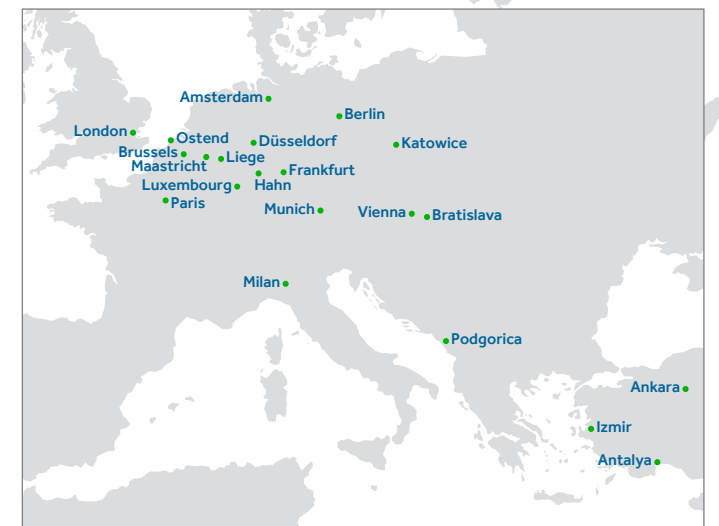 Amsterdam
Berlin
London
Ostend
Düsseldorf
Katowice
Brussels
Maastricht
Liege
Frankfurt
Luxembourg
Hahn
Paris
Munich
Vienna
Bratislava
Milan
Podgorica
Ankara
Izmir
Antalya